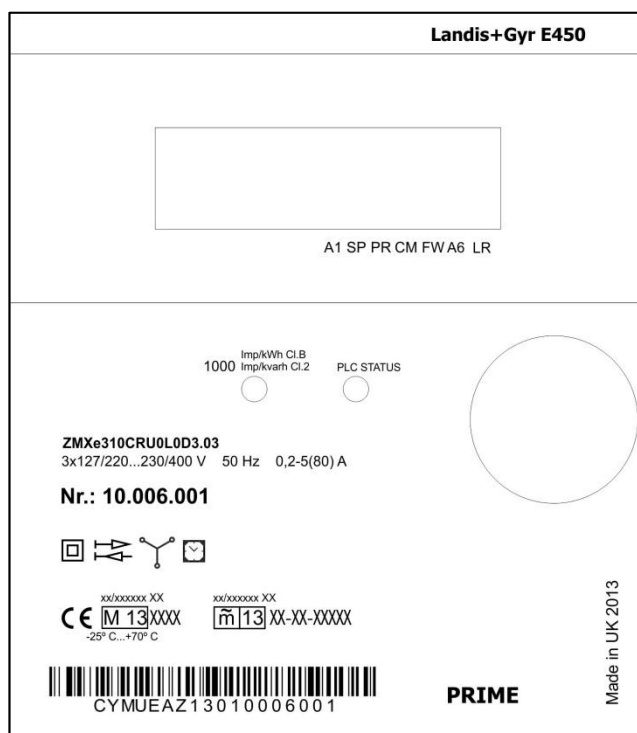 Landis+Gyr E450
A1 SP PR CM FW A6 LR
Imp/kWh Cl.B
1000 Imp/kvarh Cl.2
PLC STATUS
ZMXe310CRU0L0D3.03
3x127/220...230/400 V 50 Hz 0,2-5(80) A
Nr.: 10.006.001
xx/xxxxxx XX
xx/xxxxxx XX
CE M 13 XXXX
m̃ 13 XX-XX-XXXXX
-25º C...+70º C
CYMUEAZ13010006001
PRIME
Made in UK 2013